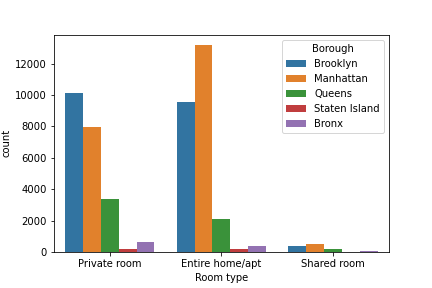 Borough
Brooklyn
Manhattan
Queens
Staten Island
Bronx
12000
10000
8000
6000
4000
2000
0
count
Private room
Entire home/apt
Shared room
Room type